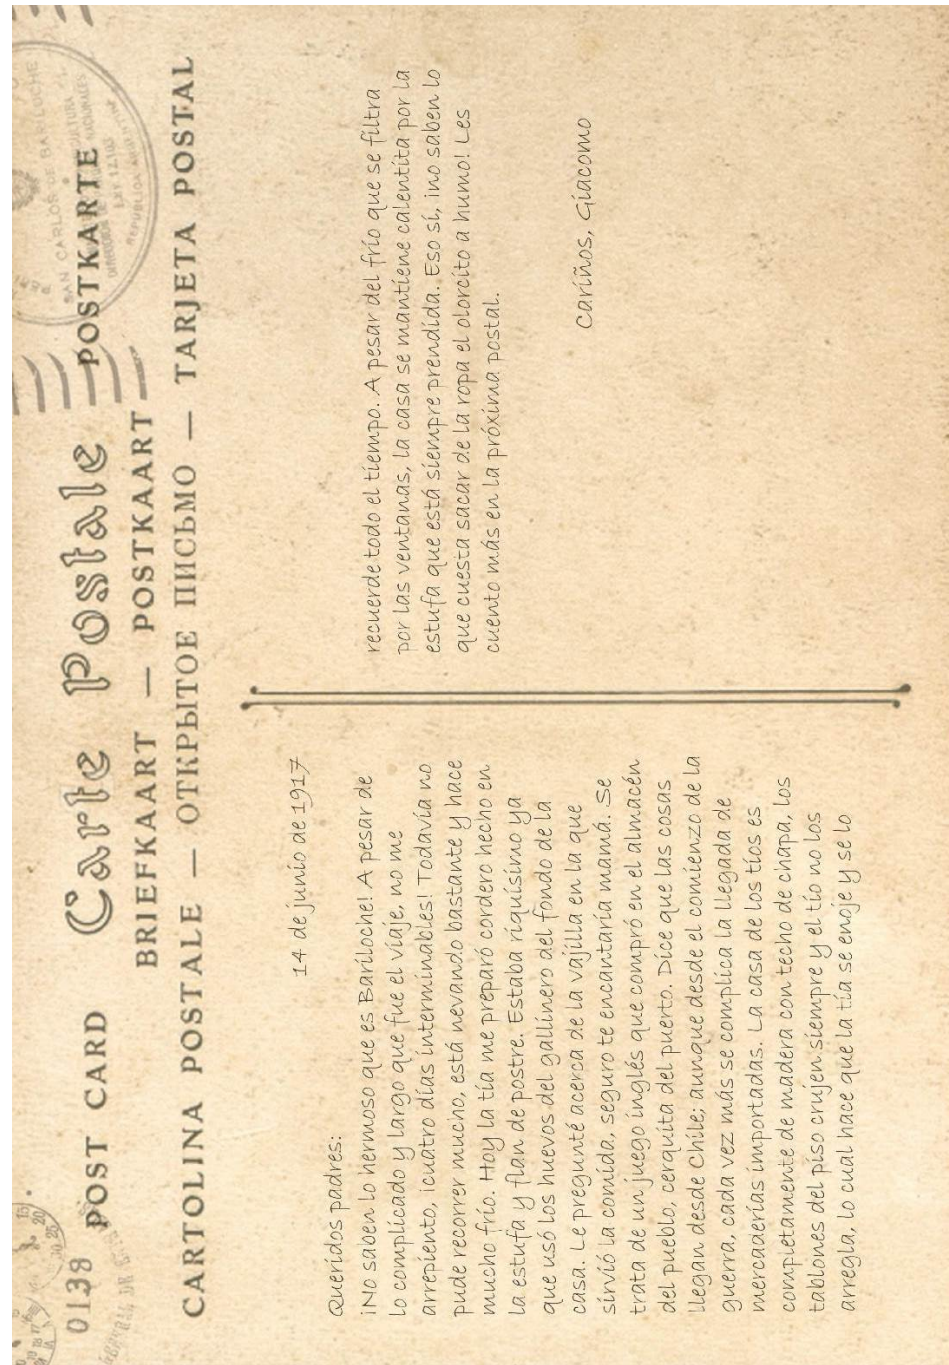 0138 POST CARD Carte Postale POSTKARTE
BRIEFKAART — POSTKAART
CARTOLINA POSTALE — ОТКРЫТОЕ ПИСЬМО — TARJETA POSTAL
SAN CARLOS DE BARILOCHE
14 de junio de 1917
Queridos padres:
¡No saben lo hermoso que es Bariloche! A pesar de
lo complicado y largo que fue el viaje, no me
arrepiento, ¡cuatro días interminables! Todavía no
pude recorrer mucho, está nevando bastante y hace
mucho frío. Hoy la tía me preparó cordero hecho en
la estufa y flan de postre. Estaba riquísimo ya
que usó los huevos del gallinero del fondo de la
casa. Le pregunté acerca de la vajilla en la que
sirvió la comida, seguro te encantaría mamá. Se
trata de un juego inglés que compró en el almacén
del pueblo, cerquita del puerto. Dice que las cosas
llegan desde Chile; aunque desde el comienzo de la
guerra, cada vez más se complica la llegada de
mercaderías importadas. La casa de los tíos es
completamente de madera con techo de chapa, los
tablones del piso crujen siempre y el tío no los
arregla, lo cual hace que la tía se enoje y se lo
recuerde todo el tiempo. A pesar del frío que se filtra
por las ventanas, la casa se mantiene calentita por la
estufa que está siempre prendida. Eso sí, ¡no saben lo
que cuesta sacar de la ropa el olorcito a humo! Les
cuento más en la próxima postal.
Cariños, Giacomo